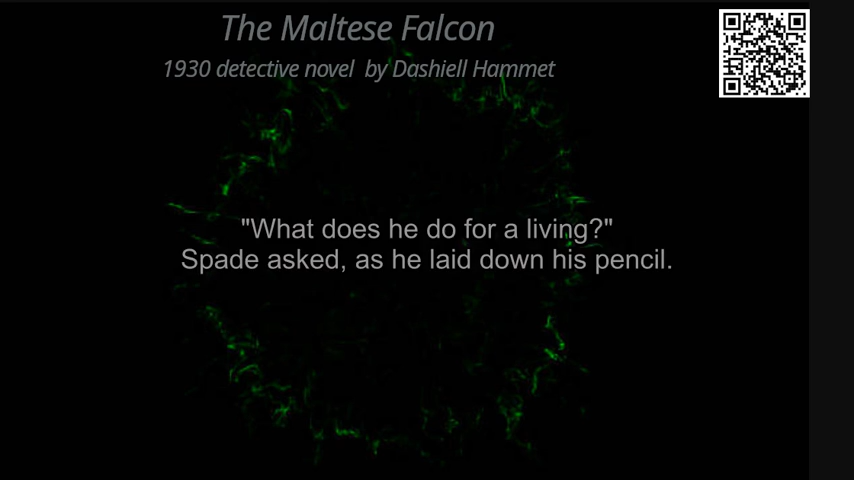 The Maltese Falcon
1930 detective novel by Dashiell Hammet
"What does he do for a living?"
Spade asked, as he laid down his pencil.